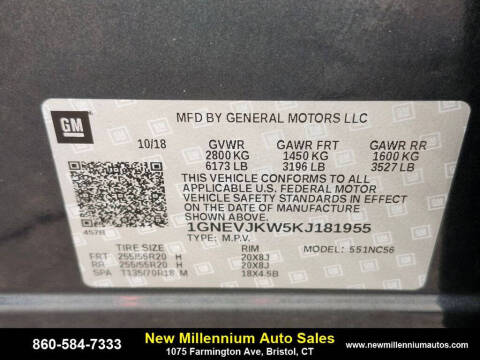 GM
MFD BY GENERAL MOTORS LLC
10/18 GVWR GAWR FRT GAWR RR
2800 KG 1450 KG 1600 KG
6173 LB 3196 LB 3527 LB
THIS VEHICLE CONFORMS TO ALL
APPLICABLE U.S. FEDERAL MOTOR
VEHICLE SAFETY STANDARDS IN EFFECT
ON THE DATE OF MANUFACTURE
SHOWN ABOVE.
1GNEVJKW5KJ181955
TYPE: M.P.V. MODEL: 551NC56
457B
TIRE SIZE RIM
FRT 255/55R20 H 20X8J
RR 255/55R20 H 20X8J
SPA T135/70R18 M 18X4.5B
860-584-7333
New Millennium Auto Sales
1075 Farmington Ave, Bristol, CT
www.newmillenniumautos.com